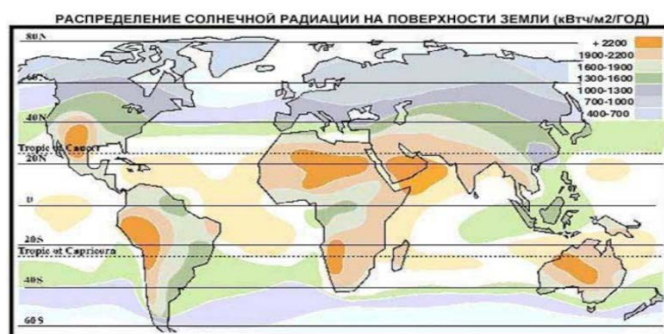 РАСПРЕДЕЛЕНИЕ СОЛНЕЧНОЙ РАДИАЦИИ НА ПОВЕРХНОСТИ ЗЕМЛИ (кВтч/м2/ГОД)
80N
+ 2200
1900-2200
1600-1900
1300-1600
1000-1300
700-1000
400-700
40N
Tropic of Cancer
20N
0
20S
Tropic of Capricorn
40S
60 S